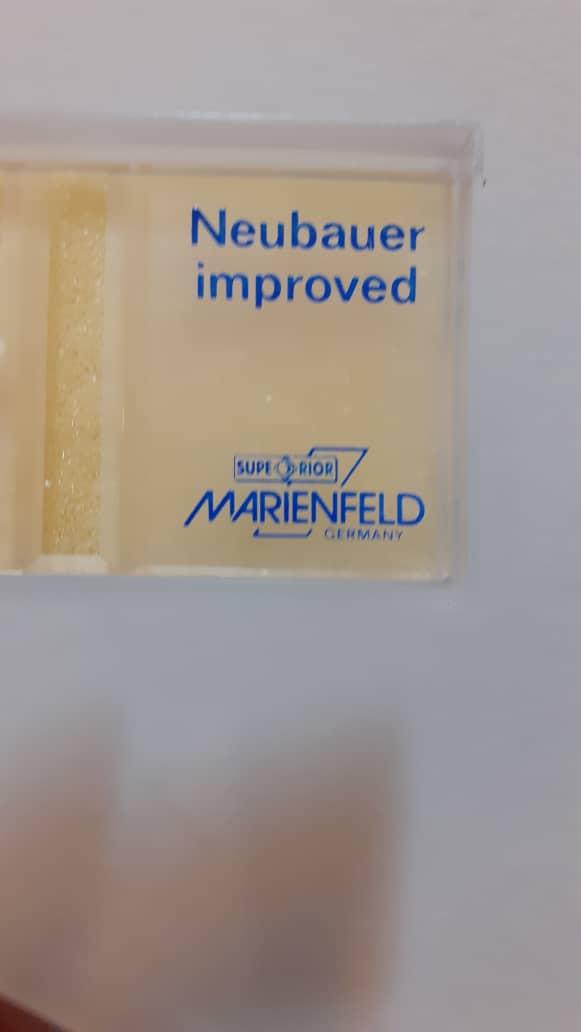 Neubauer
improved
SUPERIOR
MARIENFELD
GERMANY